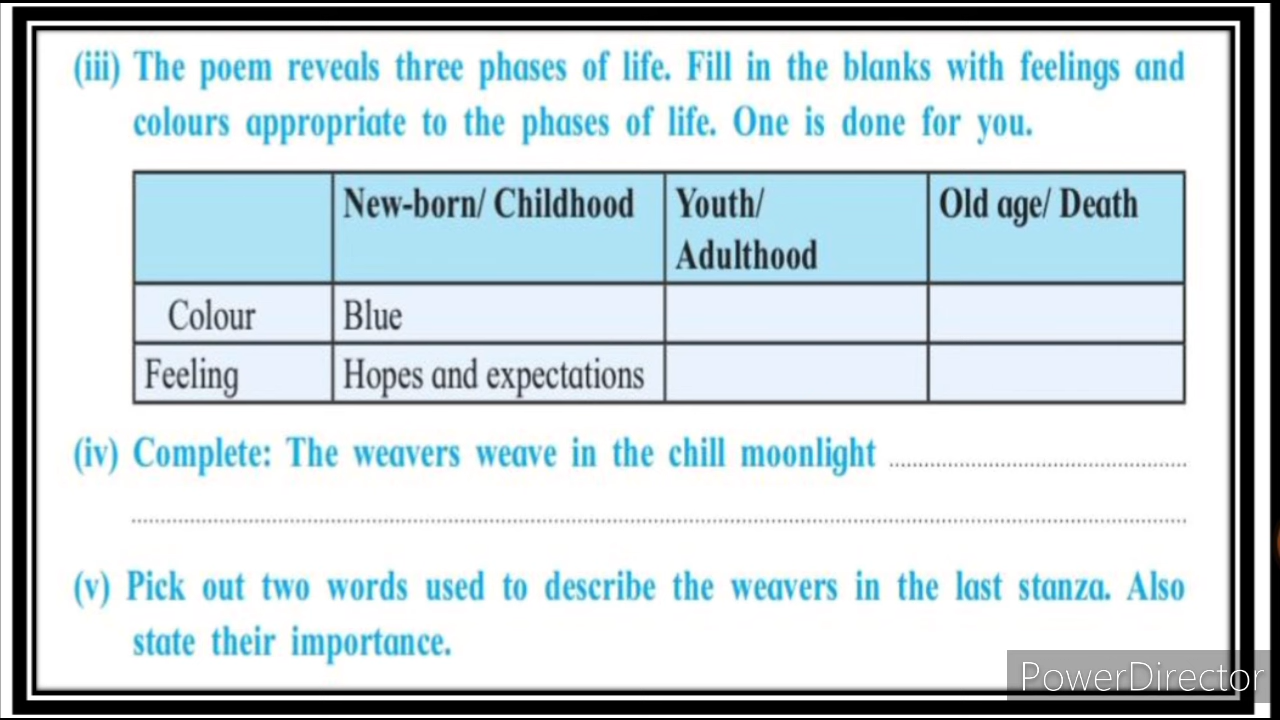 (iii) The poem reveals three phases of life. Fill in the blanks with feelings and
colours appropriate to the phases of life. One is done for you.
New-born/ Childhood Youth/ Old age/ Death
Adulthood
Colour Blue
Feeling Hopes and expectations
(iv) Complete: The weavers weave in the chill moonlight ................................................
................................................................................................................
(v) Pick out two words used to describe the weavers in the last stanza. Also
state their importance.
PowerDirector